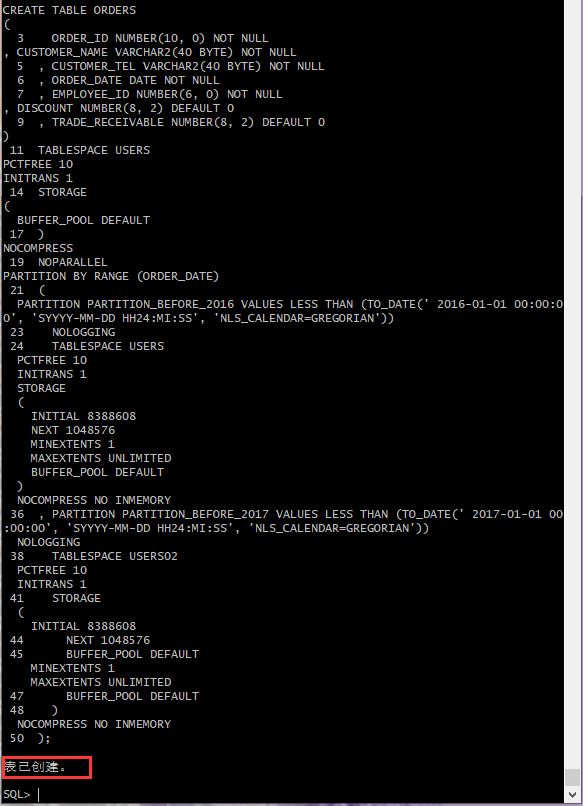 CREATE TABLE ORDERS
(
3 ORDER_ID NUMBER(10, 0) NOT NULL
, CUSTOMER_NAME VARCHAR2(40 BYTE) NOT NULL
5 , CUSTOMER_TEL VARCHAR2(40 BYTE) NOT NULL
6 , ORDER_DATE DATE NOT NULL
7 , EMPLOYEE_ID NUMBER(6, 0) NOT NULL
, DISCOUNT NUMBER(8, 2) DEFAULT 0
9 , TRADE_RECEIVABLE NUMBER(8, 2) DEFAULT 0
)
11 TABLESPACE USERS
PCTFREE 10
INITRANS 1
14 STORAGE
(
BUFFER_POOL DEFAULT
17 )
NOCOMPRESS
19 NOPARALLEL
PARTITION BY RANGE (ORDER_DATE)
21 (
PARTITION PARTITION_BEFORE_2016 VALUES LESS THAN (TO_DATE(' 2016-01-01 00:00:0
0', 'SYYYY-MM-DD HH24:MI:SS', 'NLS_CALENDAR=GREGORIAN'))
23 NOLOGGING
24 TABLESPACE USERS
PCTFREE 10
INITRANS 1
STORAGE
(
INITIAL 8388608
NEXT 1048576
MINEXTENTS 1
MAXEXTENTS UNLIMITED
BUFFER_POOL DEFAULT
)
NOCOMPRESS NO INMEMORY
36 , PARTITION PARTITION_BEFORE_2017 VALUES LESS THAN (TO_DATE(' 2017-01-01 00
:00:00', 'SYYYY-MM-DD HH24:MI:SS', 'NLS_CALENDAR=GREGORIAN'))
NOLOGGING
38 TABLESPACE USERS02
PCTFREE 10
INITRANS 1
41 STORAGE
(
INITIAL 8388608
44 NEXT 1048576
45 BUFFER_POOL DEFAULT
MINEXTENTS 1
MAXEXTENTS UNLIMITED
47 BUFFER_POOL DEFAULT
48 )
NOCOMPRESS NO INMEMORY
50 );
表已创建。
SQL>